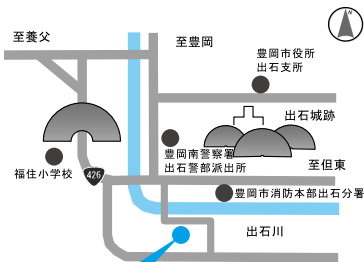 至養父
至豊岡
豊岡市役所
出石支所
出石城跡
豊岡南警察署
出石警部派出所
至但東
福住小学校
426
豊岡市消防本部出石分署
出石川